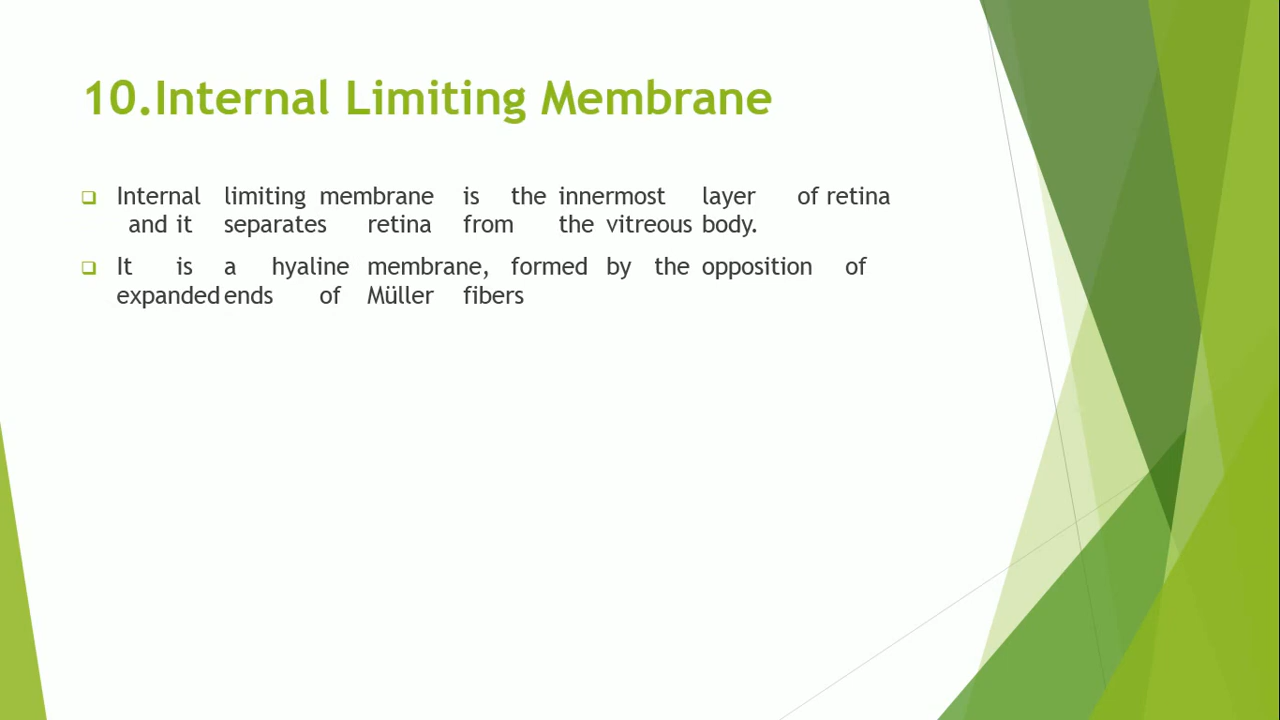 10.Internal Limiting Membrane
Internal limiting membrane is the innermost layer of retina
and it separates retina from the vitreous body.
It is a hyaline membrane, formed by the opposition of
expanded ends of Müller fibers